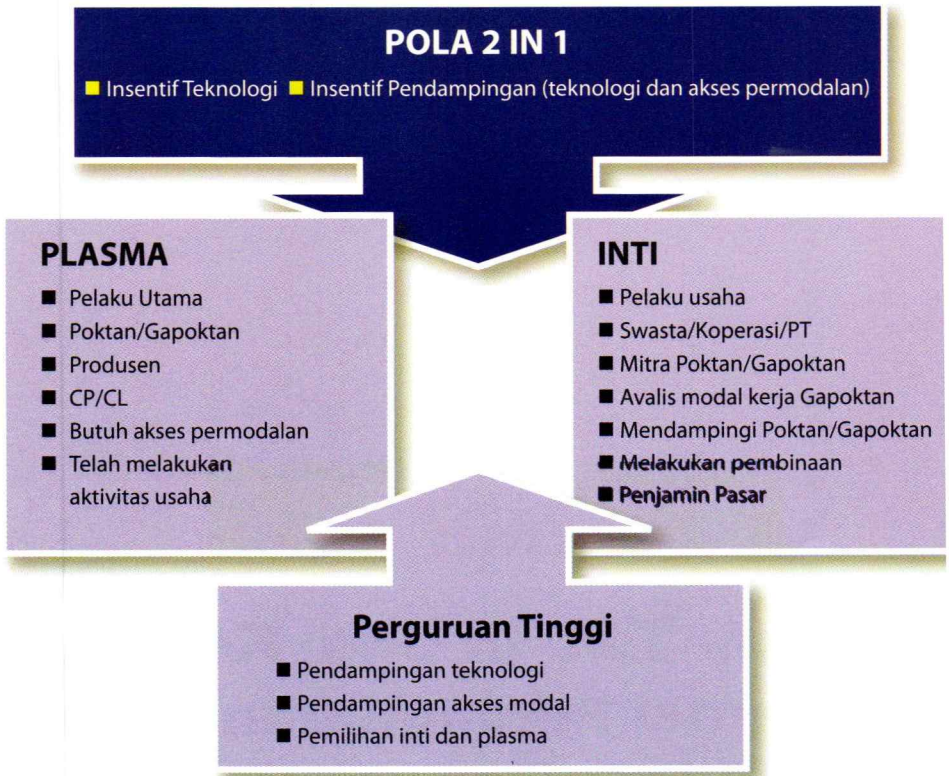 POLA 2 IN 1
Insentif Teknologi Insentif Pendampingan (teknologi dan akses permodalan)
PLASMA
Pelaku Utama
Poktan/Gapoktan
Produsen
CP/CL
Butuh akses permodalan
Telah melakukan
aktivitas usaha
INTI
Pelaku usaha
Swasta/Koperasi/PT
Mitra Poktan/Gapoktan
Avalis modal kerja Gapoktan
Mendampingi Poktan/Gapoktan
Melakukan pembinaan
Penjamin Pasar
Perguruan Tinggi
Pendampingan teknologi
Pendampingan akses modal
Pemilihan inti dan plasma